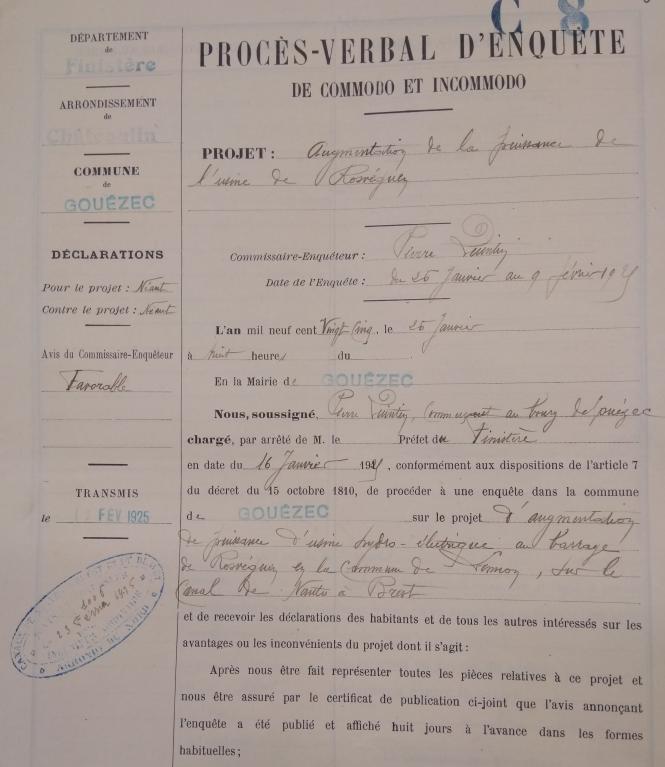 C 8
DÉPARTEMENT
de
Finistère
ARRONDISSEMENT
de
Châteaulin
COMMUNE
de
GOUÉZEC
DÉCLARATIONS
Pour le projet : Néant
Contre le projet : Néant
Avis du Commissaire-Enquêteur
Favorable
TRANSMIS
le FEV 1925
PROCÈS-VERBAL D'ENQUÊTE
DE COMMODO ET INCOMMODO
PROJET : Augmentation de la puissance de
l'usine de Rosvéguen
Commissaire-Enquêteur : Pierre Quintin
Date de l'Enquête : du 26 Janvier au 9 février 1925
L'an mil neuf cent Vingt Cinq, le 26 Janvier
à huit heures du
En la Mairie de GOUÉZEC
Nous, soussigné, Pierre Quintin, Commerçant au bourg de Gouézec
chargé, par arrêté de M. le Préfet du Finistère
en date du 16 Janvier 1925, conformément aux dispositions de l'article 7
du décret du 15 octobre 1810, de procéder à une enquête dans la commune
de GOUÉZEC sur le projet d'augmentation
de puissance d'usine hydro-électrique au barrage
de Rosvéguen en la Commune de Lennon, sur le
Canal de Nantes à Brest
et de recevoir les déclarations des habitants et de tous les autres intéressés sur les
avantages ou les inconvénients du projet dont il s'agit :
Après nous être fait représenter toutes les pièces relatives à ce projet et
nous être assuré par le certificat de publication ci-joint que l'avis annonçant
l'enquête a été publié et affiché huit jours à l'avance dans les formes
habituelles ;